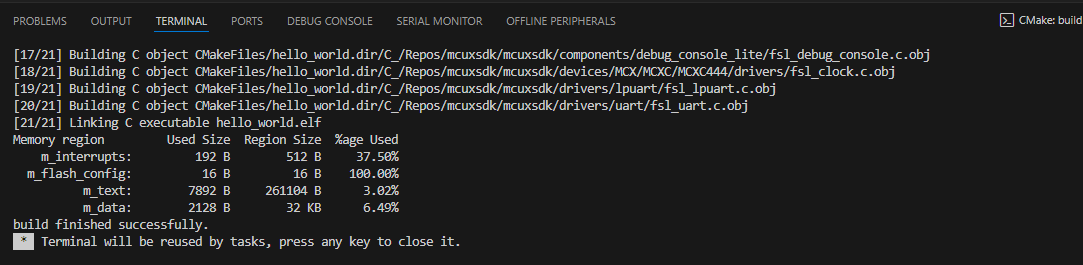 PROBLEMS OUTPUT TERMINAL PORTS DEBUG CONSOLE SERIAL MONITOR OFFLINE PERIPHERALS CMake: build
[17/21] Building C object CMakeFiles/hello_world.dir/C_/Repos/mcuxsdk/mcuxsdk/components/debug_console_lite/fsl_debug_console.c.obj
[18/21] Building C object CMakeFiles/hello_world.dir/C_/Repos/mcuxsdk/mcuxsdk/devices/MCX/MCXC/MCXC444/drivers/fsl_clock.c.obj
[19/21] Building C object CMakeFiles/hello_world.dir/C_/Repos/mcuxsdk/mcuxsdk/drivers/lpuart/fsl_lpuart.c.obj
[20/21] Building C object CMakeFiles/hello_world.dir/C_/Repos/mcuxsdk/mcuxsdk/drivers/uart/fsl_uart.c.obj
[21/21] Linking C executable hello_world.elf
Memory region Used Size Region Size %age Used
m_interrupts: 192 B 512 B 37.50%
m_flash_config: 16 B 16 B 100.00%
m_text: 7892 B 261104 B 3.02%
m_data: 2128 B 32 KB 6.49%
build finished successfully.
* Terminal will be reused by tasks, press any key to close it.